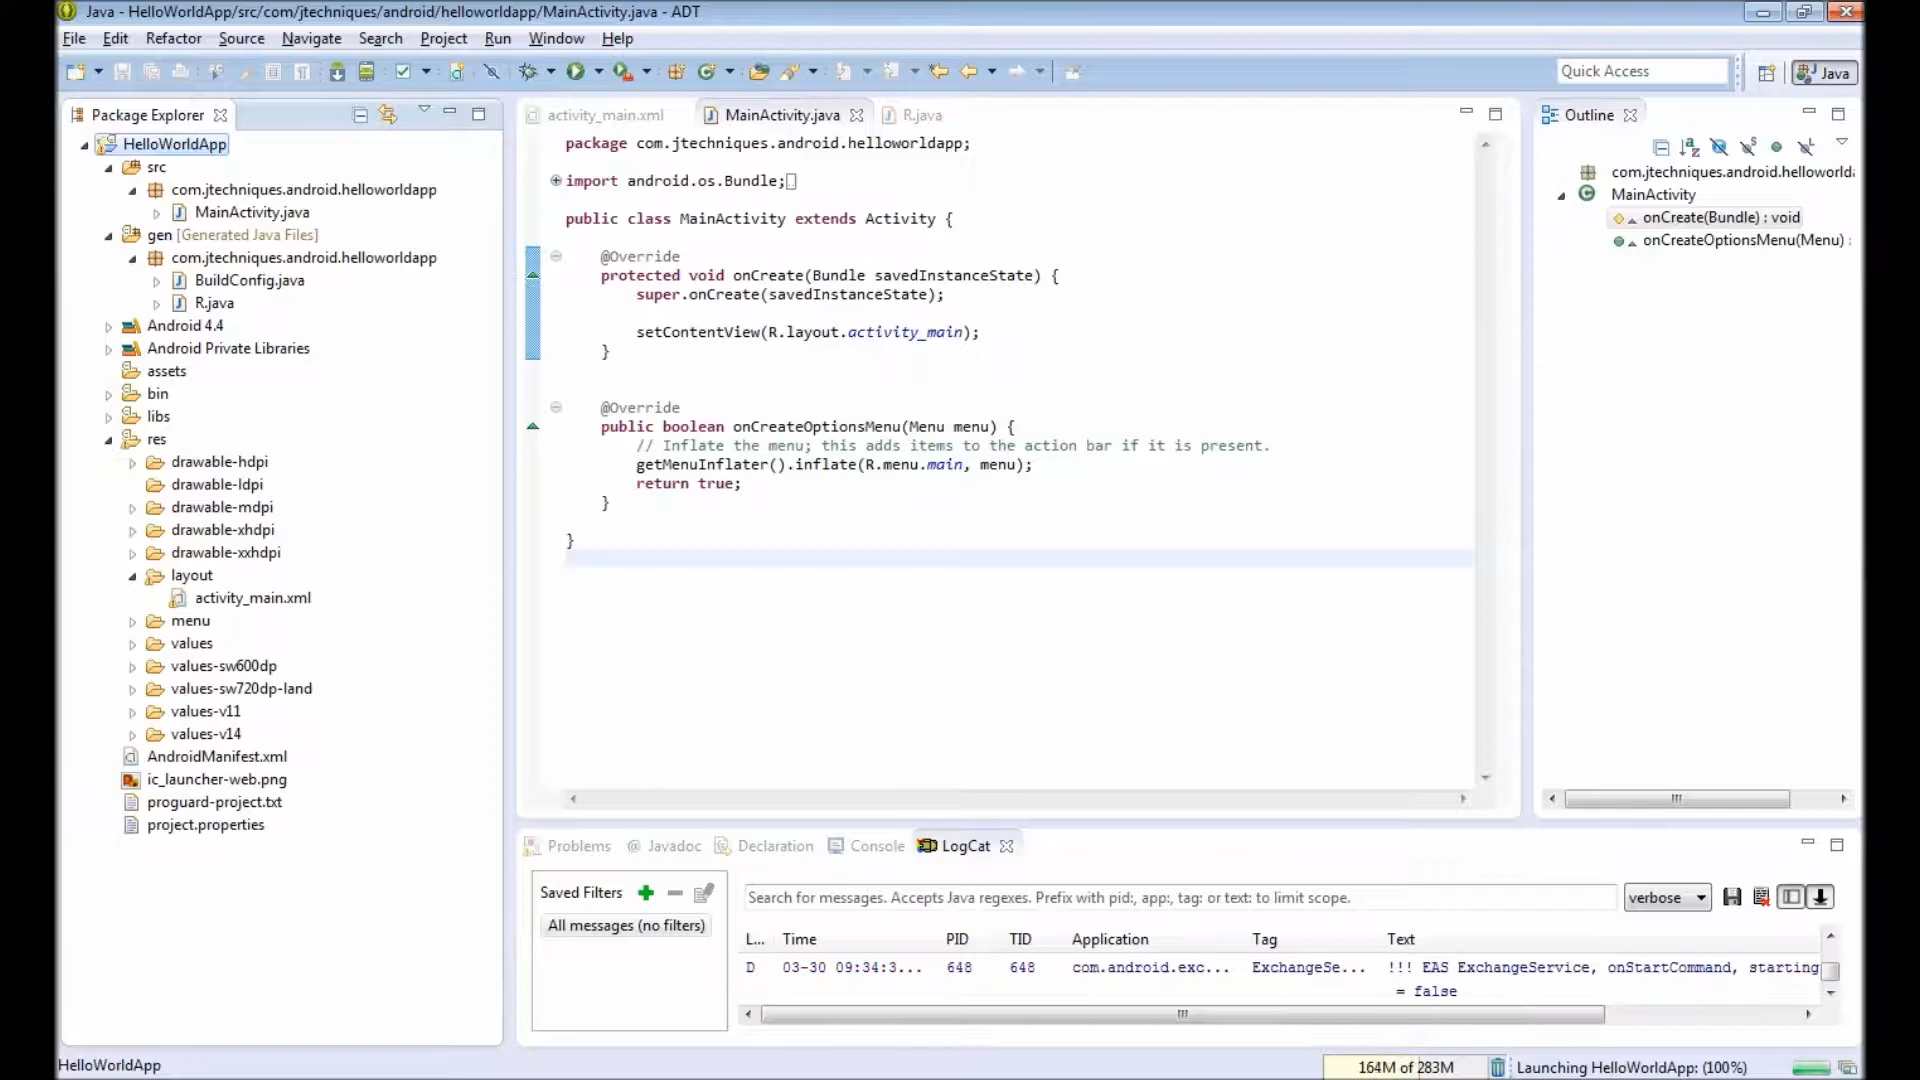 Java - HelloWorldApp/src/com/jtechniques/android/helloworldapp/MainActivity.java - ADT
File Edit Refactor Source Navigate Search Project Run Window Help
Quick Access
Java
Package Explorer
HelloWorldApp
src
com.jtechniques.android.helloworldapp
MainActivity.java
gen [Generated Java Files]
com.jtechniques.android.helloworldapp
BuildConfig.java
R.java
Android 4.4
Android Private Libraries
assets
bin
libs
res
drawable-hdpi
drawable-ldpi
drawable-mdpi
drawable-xhdpi
drawable-xxhdpi
layout
activity_main.xml
menu
values
values-sw600dp
values-sw720dp-land
values-v11
values-v14
AndroidManifest.xml
ic_launcher-web.png
proguard-project.txt
project.properties
activity_main.xml MainActivity.java R.java
package com.jtechniques.android.helloworldapp;
import android.os.Bundle;
public class MainActivity extends Activity {
@Override
protected void onCreate(Bundle savedInstanceState) {
super.onCreate(savedInstanceState);
setContentView(R.layout.activity_main);
}
@Override
public boolean onCreateOptionsMenu(Menu menu) {
// Inflate the menu; this adds items to the action bar if it is present.
getMenuInflater().inflate(R.menu.main, menu);
return true;
}
}
Outline
com.jtechniques.android.helloworlda
MainActivity
onCreate(Bundle) : void
onCreateOptionsMenu(Menu) :
Problems @ Javadoc Declaration Console LogCat
Saved Filters
All messages (no filters)
Search for messages. Accepts Java regexes. Prefix with pid:, app:, tag: or text: to limit scope.
verbose
L... Time PID TID Application Tag Text
D 03-30 09:34:3... 648 648 com.android.exc... ExchangeSe... !!! EAS ExchangeService, onStartCommand, starting
= false
HelloWorldApp
164M of 283M
Launching HelloWorldApp: (100%)